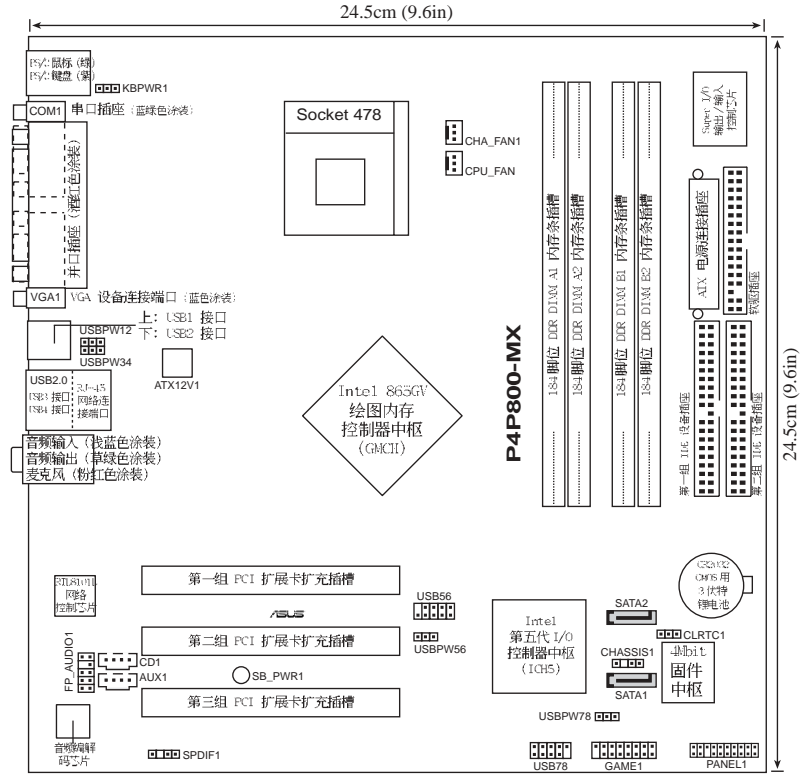 24.5cm (9.6in)
PS/2鼠标 (绿)
PS/2键盘 (紫)
KBPWR1
COM1 串口插座 (蓝绿色涂装)
并口插座 (酒红色涂装)
VGA1 VGA 设备连接端口 (蓝色涂装)
上: USB1 接口
下: USB2 接口
USBPW12
USBPW34
ATX12V1
USB2.0
USB3 接口
USB4 接口
RJ-45
网络连
接端口
音频输入 (浅蓝色涂装)
音频输出 (草绿色涂装)
麦克风 (粉红色涂装)
Socket 478
CHA_FAN1
CPU_FAN
Intel 865GV
绘图内存
控制器中枢
(GMCH)
P4P800-MX
184脚位 DDR DIMM A1 内存条插槽
184脚位 DDR DIMM A2 内存条插槽
184脚位 DDR DIMM B1 内存条插槽
184脚位 DDR DIMM B2 内存条插槽
Super I/O
输出/输入
控制芯片
ATX 电源连接插座
软驱插座
第一组 IDE 设备插座
第二组 IDE 设备插座
24.5cm (9.6in)
RTL8101L
网络
控制芯片
第一组 PCI 扩展卡扩充插槽
ASUS
第二组 PCI 扩展卡扩充插槽
SB_PWR1
第三组 PCI 扩展卡扩充插槽
FP_AUDIO1
CD1
AUX1
音频编解
码芯片
SPDIF1
USB56
USBPW56
Intel
第五代 I/O
控制器中枢
(ICH5)
CR2032
CMOS 用
3 伏特
锂电池
SATA2
CLRTC1
CHASSIS1
SATA1
4Mbit
固件
中枢
USBPW78
USB78
GAME1
PANEL1